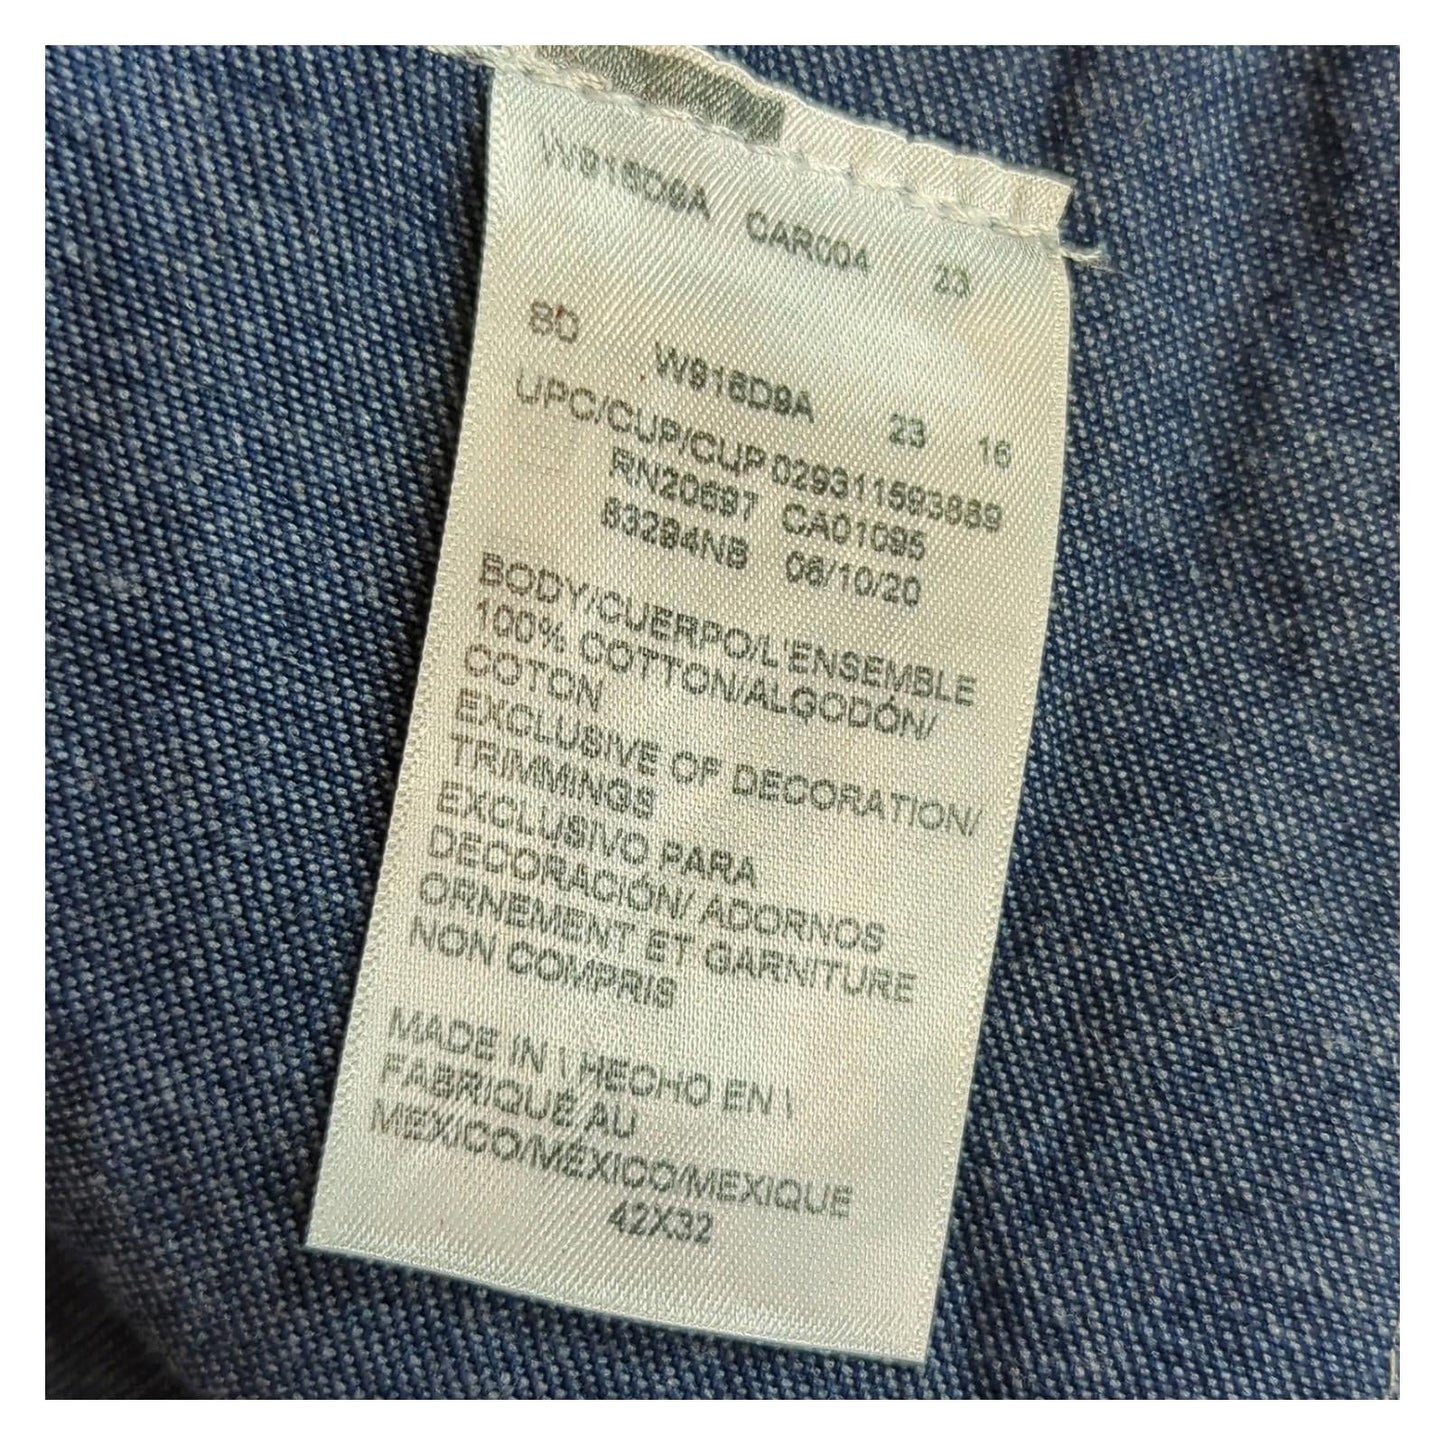 W916D9A CAR004 23
80 W916D9A 23 16
UPC/CUP/CUP 029311593889
RN20697 CA01095
83294NB 06/10/20
BODY/CUERPO/L'ENSEMBLE
100% COTTON/ALGODÓN/
COTON
EXCLUSIVE OF DECORATION/
TRIMMINGS
EXCLUSIVO PARA
DECORACIÓN/ ADORNOS
ORNEMENT ET GARNITURE
NON COMPRIS
MADE IN \ HECHO EN \
FABRIQUÉ AU
MEXICO/MÉXICO/MEXIQUE
42X32